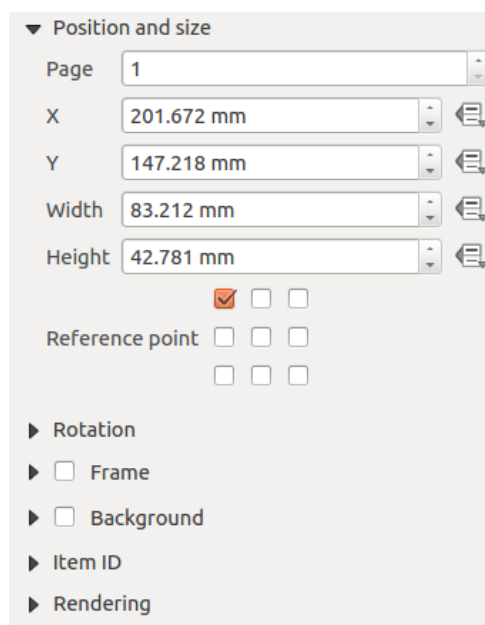 Position and size
Page 1
X 201.672 mm
Y 147.218 mm
Width 83.212 mm
Height 42.781 mm
Reference point
Rotation
Frame
Background
Item ID
Rendering